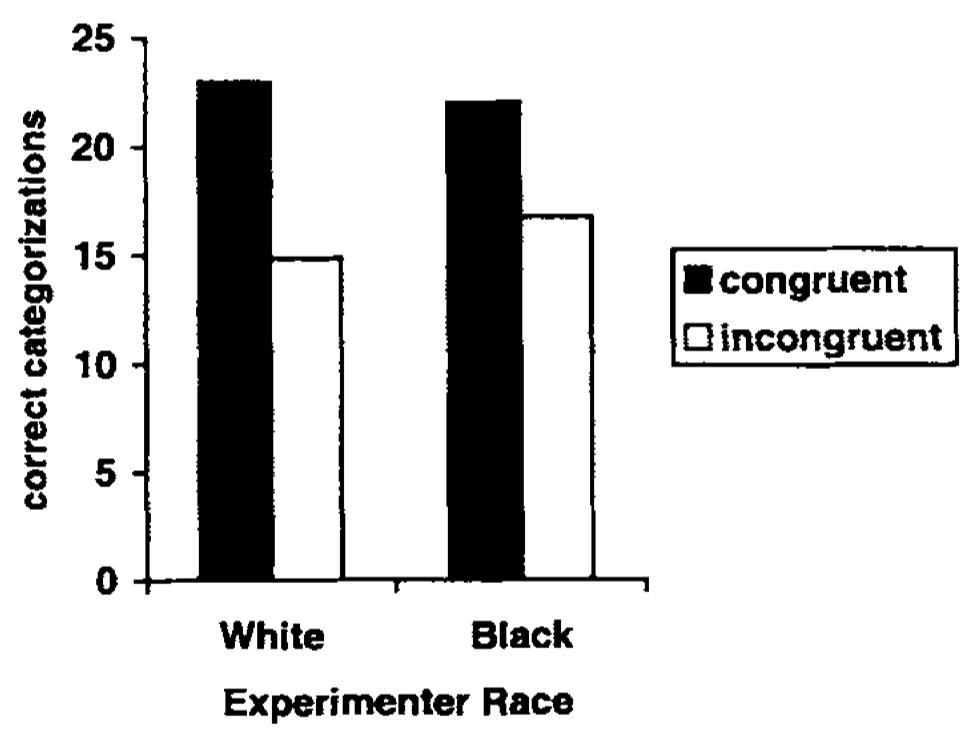 25
20
15
10
5
0
correct categorizations
White Black
Experimenter Race
congruent
incongruent